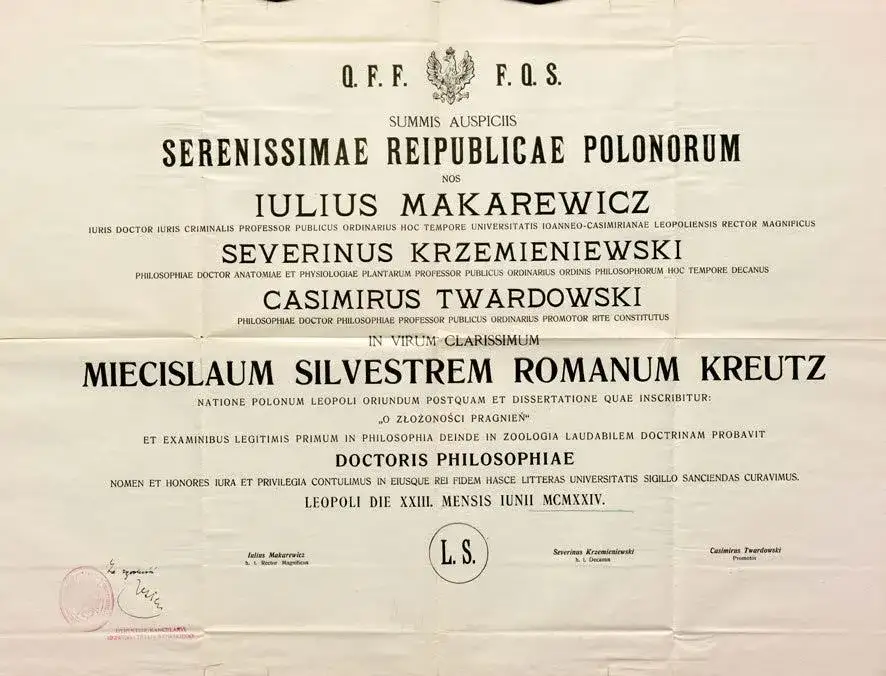 Q. F. F. F. Q. S.
SUMMIS AUSPICIIS
SERENISSIMAE REIPUBLICAE POLONORUM
NOS
IULIUS MAKAREWICZ
IURIS DOCTOR IURIS CRIMINALIS PROFESSOR PUBLICUS ORDINARIUS HOC TEMPORE UNIVERSITATIS IOANNEO-CASIMIRIANAE LEOPOLIENSIS RECTOR MAGNIFICUS
SEVERINUS KRZEMIENIEWSKI
PHILOSOPHIAE DOCTOR ANATOMIAE ET PHYSIOLOGIAE PLANTARUM PROFESSOR PUBLICUS ORDINARIUS ORDINIS PHILOSOPHORUM HOC TEMPORE DECANUS
CASIMIRUS TWARDOWSKI
PHILOSOPHIAE DOCTOR PHILOSOPHIAE PROFESSOR PUBLICUS ORDINARIUS PROMOTOR RITE CONSTITUTUS
IN VIRUM CLARISSIMUM
MIECISLAUM SILVESTREM ROMANUM KREUTZ
NATIONE POLONUM LEOPOLI ORIUNDUM POSTQUAM ET DISSERTATIONE QUAE INSCRIBITUR:
„O ZŁOŻONOŚCI PRAGNIEŃ"
ET EXAMINIBUS LEGITIMIS PRIMUM IN PHILOSOPHIA DEINDE IN ZOOLOGIA LAUDABILEM DOCTRINAM PROBAVIT
DOCTORIS PHILOSOPHIAE
NOMEN ET HONORES IURA ET PRIVILEGIA CONTULIMUS IN EIUSQUE REI FIDEM HASCE LITTERAS UNIVERSITATIS SIGILLO SANCIENDAS CURAVIMUS.
LEOPOLI DIE XXIII. MENSIS IUNII MCMXXIV.
Iulius Makarewicz
h. t. Rector Magnificus
L. S.
Severinus Krzemieniewski
h. t. Decanus
Casimirus Twardowski
Promotor
Za zgodność